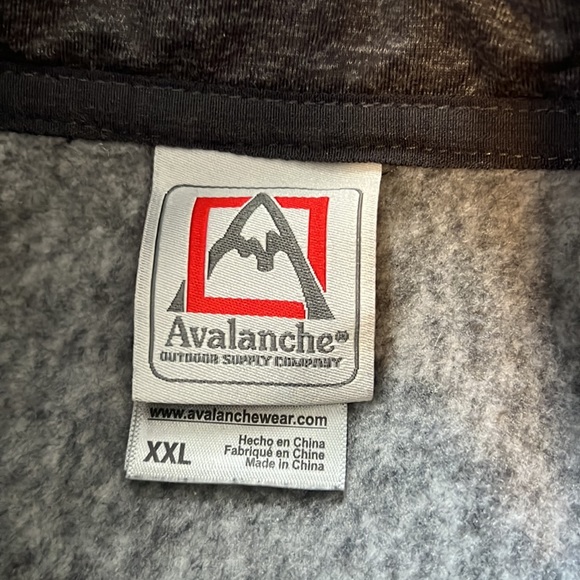 Avalanche®
OUTDOOR SUPPLY COMPANY
www.avalanchewear.com
XXL
Hecho en China
Fabriqué en Chine
Made in China